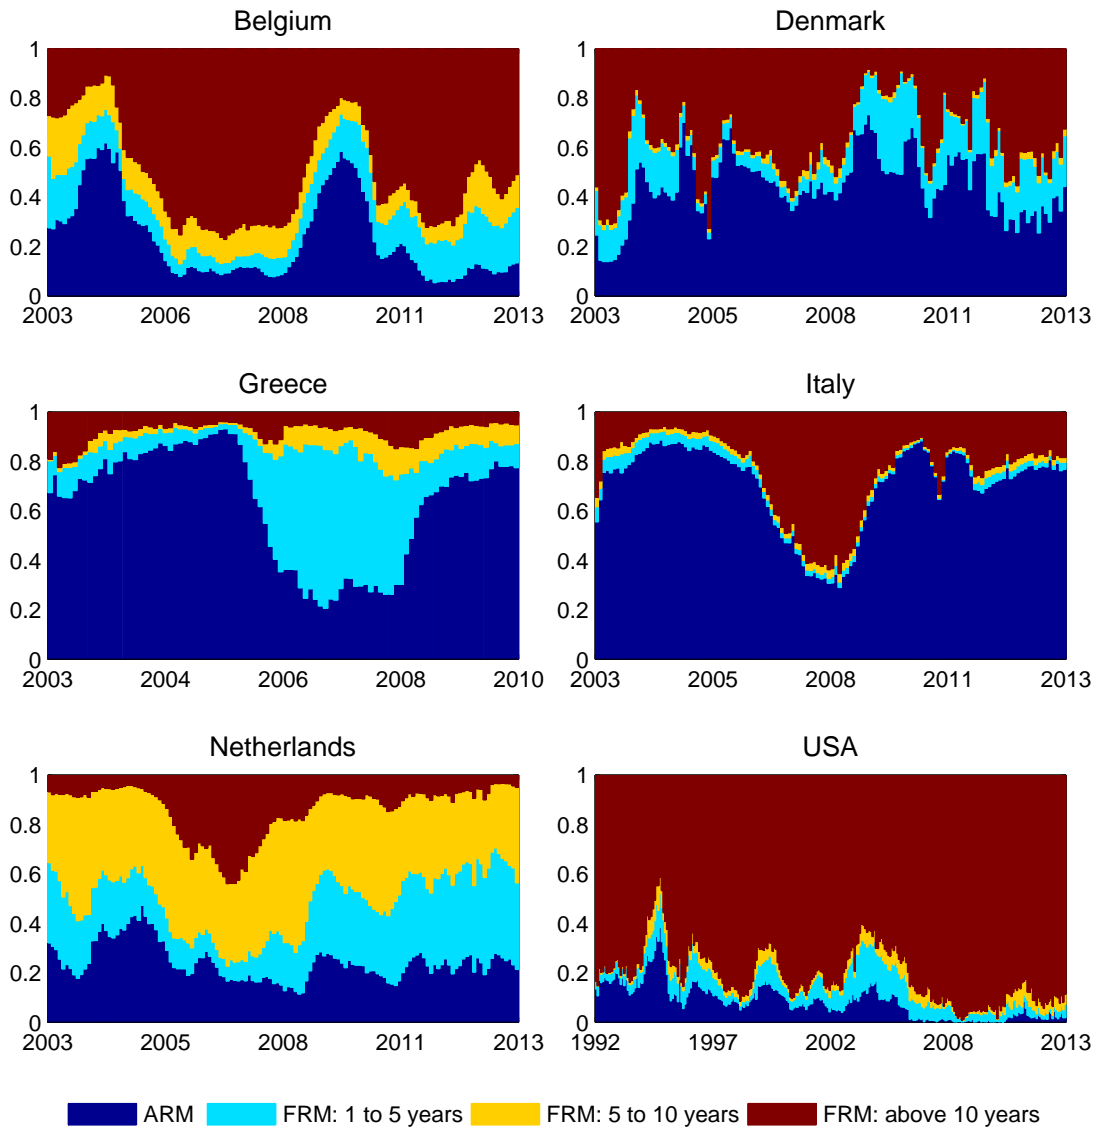 Belgium Denmark
1 1
0.8 0.8
0.6 0.6
0.4 0.4
0.2 0.2
0 0
2003 2006 2008 2011 2013 2003 2005 2008 2011 2013
Greece Italy
1 1
0.8 0.8
0.6 0.6
0.4 0.4
0.2 0.2
0 0
2003 2004 2006 2008 2010 2003 2005 2008 2011 2013
Netherlands USA
1 1
0.8 0.8
0.6 0.6
0.4 0.4
0.2 0.2
0 0
2003 2005 2008 2011 2013 1992 1997 2002 2008 2013
ARM FRM: 1 to 5 years FRM: 5 to 10 years FRM: above 10 years